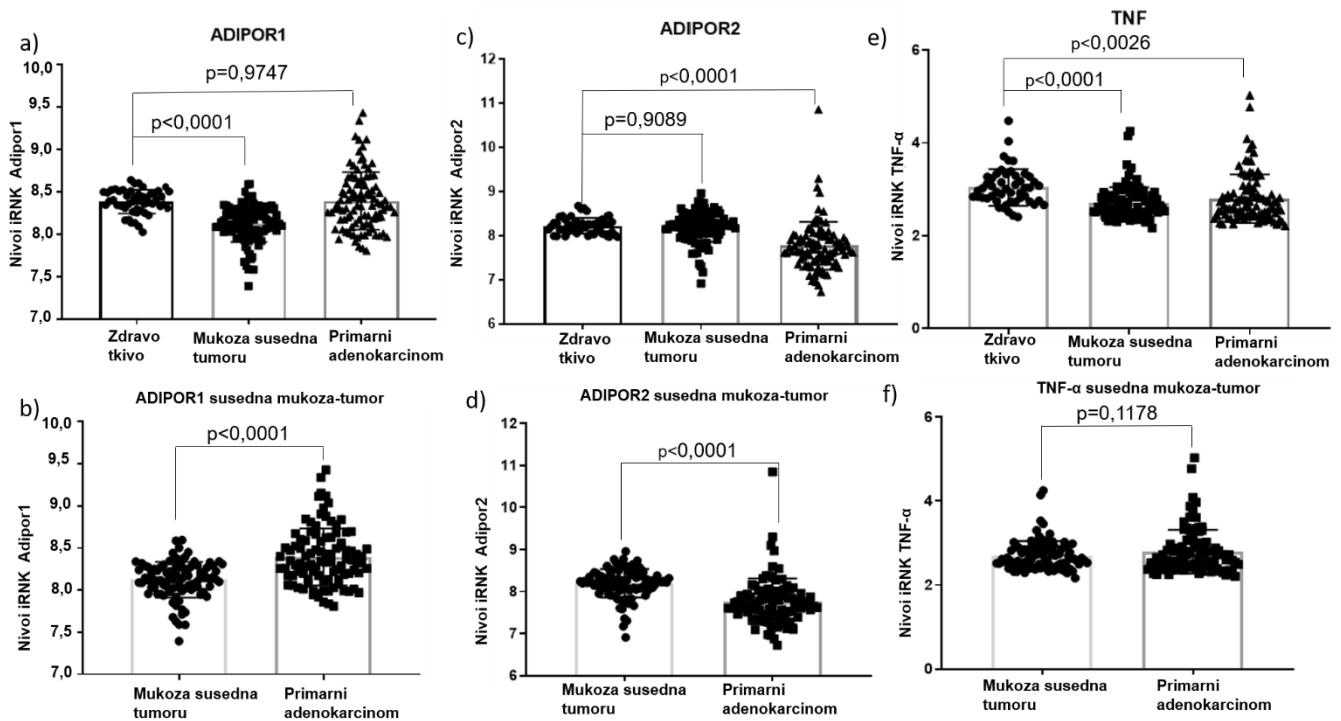 a)
ADIPOR1
Nivoi iRNK Adipor1
10,0
9,5
9,0
8,5
8,0
7,5
7,0
p=0,9747
p<0,0001
Zdravo
tkivo
Mukoza susedna
tumoru
Primarni
adenokarcinom
c)
ADIPOR2
Nivoi iRNK Adipor2
12
11
10
9
8
7
6
p<0,0001
p=0,9089
Zdravo
tkivo
Mukoza susedna
tumoru
Primarni
adenokarcinom
e)
TNF
Nivoi iRNK TNF-α
6
4
2
0
p<0,0026
p<0,0001
Zdravo
tkivo
Mukoza susedna
tumoru
Primarni
adenokarcinom
b)
ADIPOR1 susedna mukoza-tumor
Nivoi iRNK Adipor1
10,0
9,5
9,0
8,5
8,0
7,5
7,0
p<0,0001
Mukoza susedna
tumoru
Primarni
adenokarcinom
d)
ADIPOR2 susedna mukoza-tumor
Nivoi iRNK Adipor2
12
11
10
9
8
7
6
p<0,0001
Mukoza susedna
tumoru
Primarni
adenokarcinom
f)
TNF-α susedna mukoza-tumor
Nivoi iRNK TNF-α
6
4
2
0
p=0,1178
Mukoza susedna
tumoru
Primarni
adenokarcinom